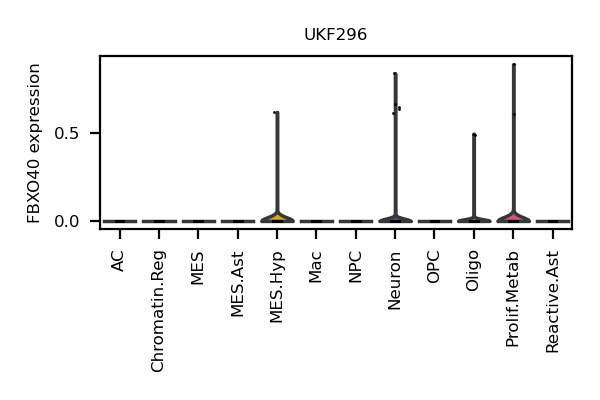 UKF296
FBXO40 expression
0.5
0.0
AC
Chromatin.Reg
MES
MES.Ast
MES.Hyp
Mac
NPC
Neuron
OPC
Oligo
Prolif.Metab
Reactive.Ast